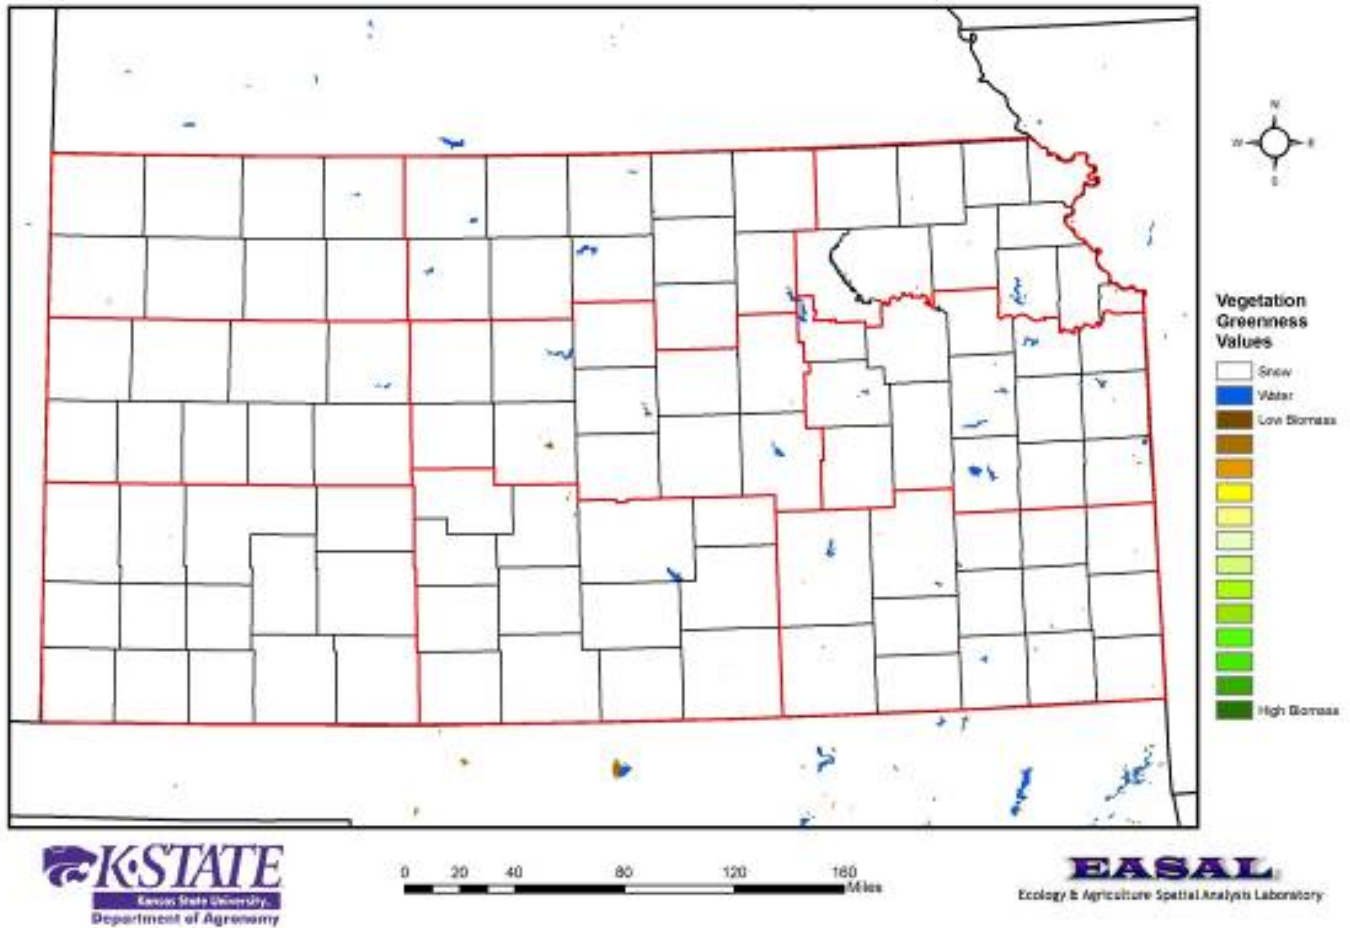 N
W
E
S
Vegetation
Greenness
Values
Snow
Water
Low Biomass
High Biomass
K-STATE
Kansas State University.
Department of Agronomy
0 20 40 80 120 160
Miles
EASAL
Ecology & Agriculture Spatial Analysis Laboratory